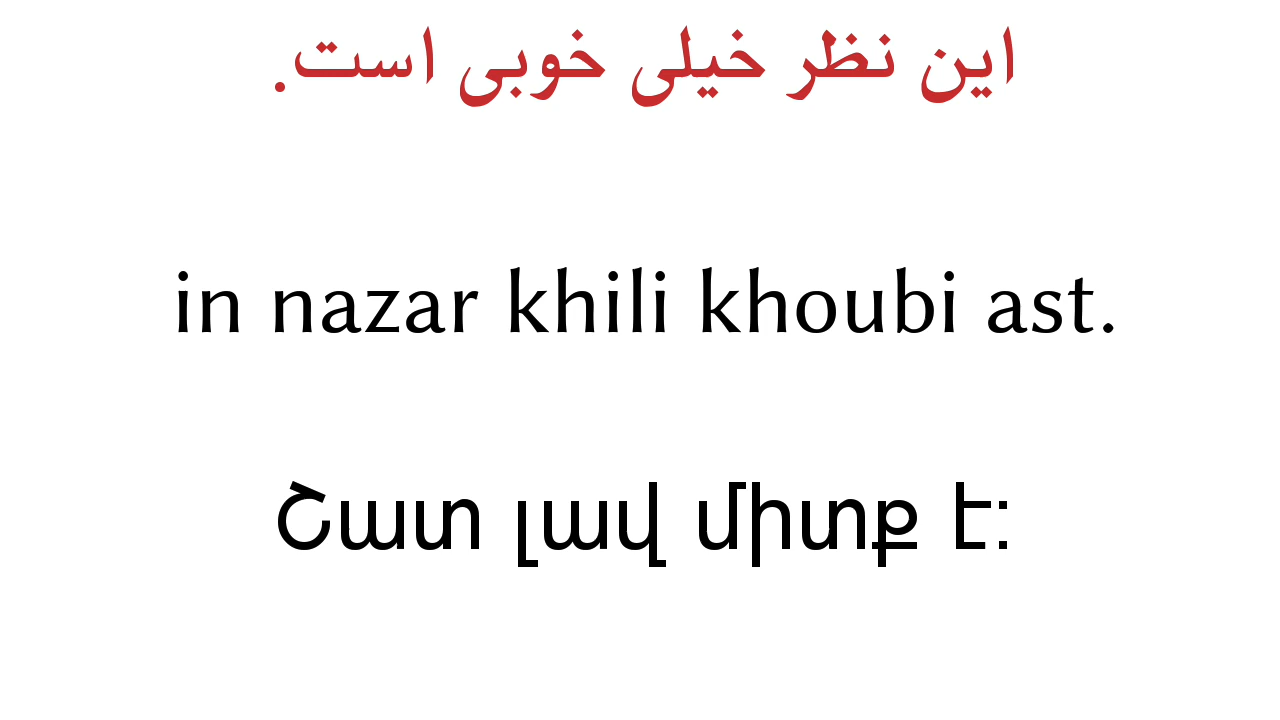 این نظر خیلی خوبی است.
in nazar khili khoubi ast.
Շատ լավ միտք է: